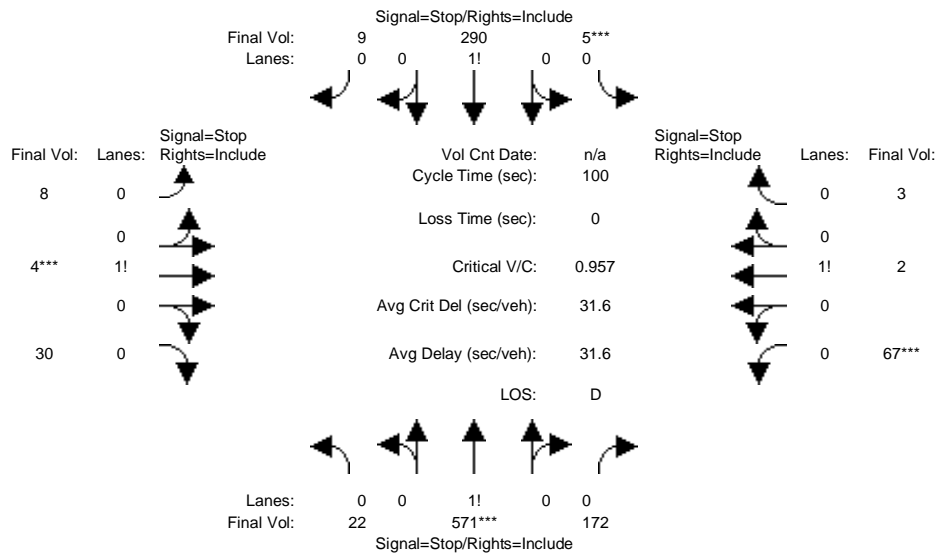 Signal=Stop/Rights=Include
Final Vol: 9 290 5***
Lanes: 0 0 1! 0 0
Signal=Stop Signal=Stop
Final Vol: Lanes: Rights=Include Vol Cnt Date: n/a Rights=Include Lanes: Final Vol:
Cycle Time (sec): 100
8 0 0 3
Loss Time (sec): 0
0 0
4*** 1! Critical V/C: 0.957 1! 2
0 Avg Crit Del (sec/veh): 31.6 0
30 0 Avg Delay (sec/veh): 31.6 0 67***
LOS: D
Lanes: 0 0 1! 0 0
Final Vol: 22 571*** 172
Signal=Stop/Rights=Include